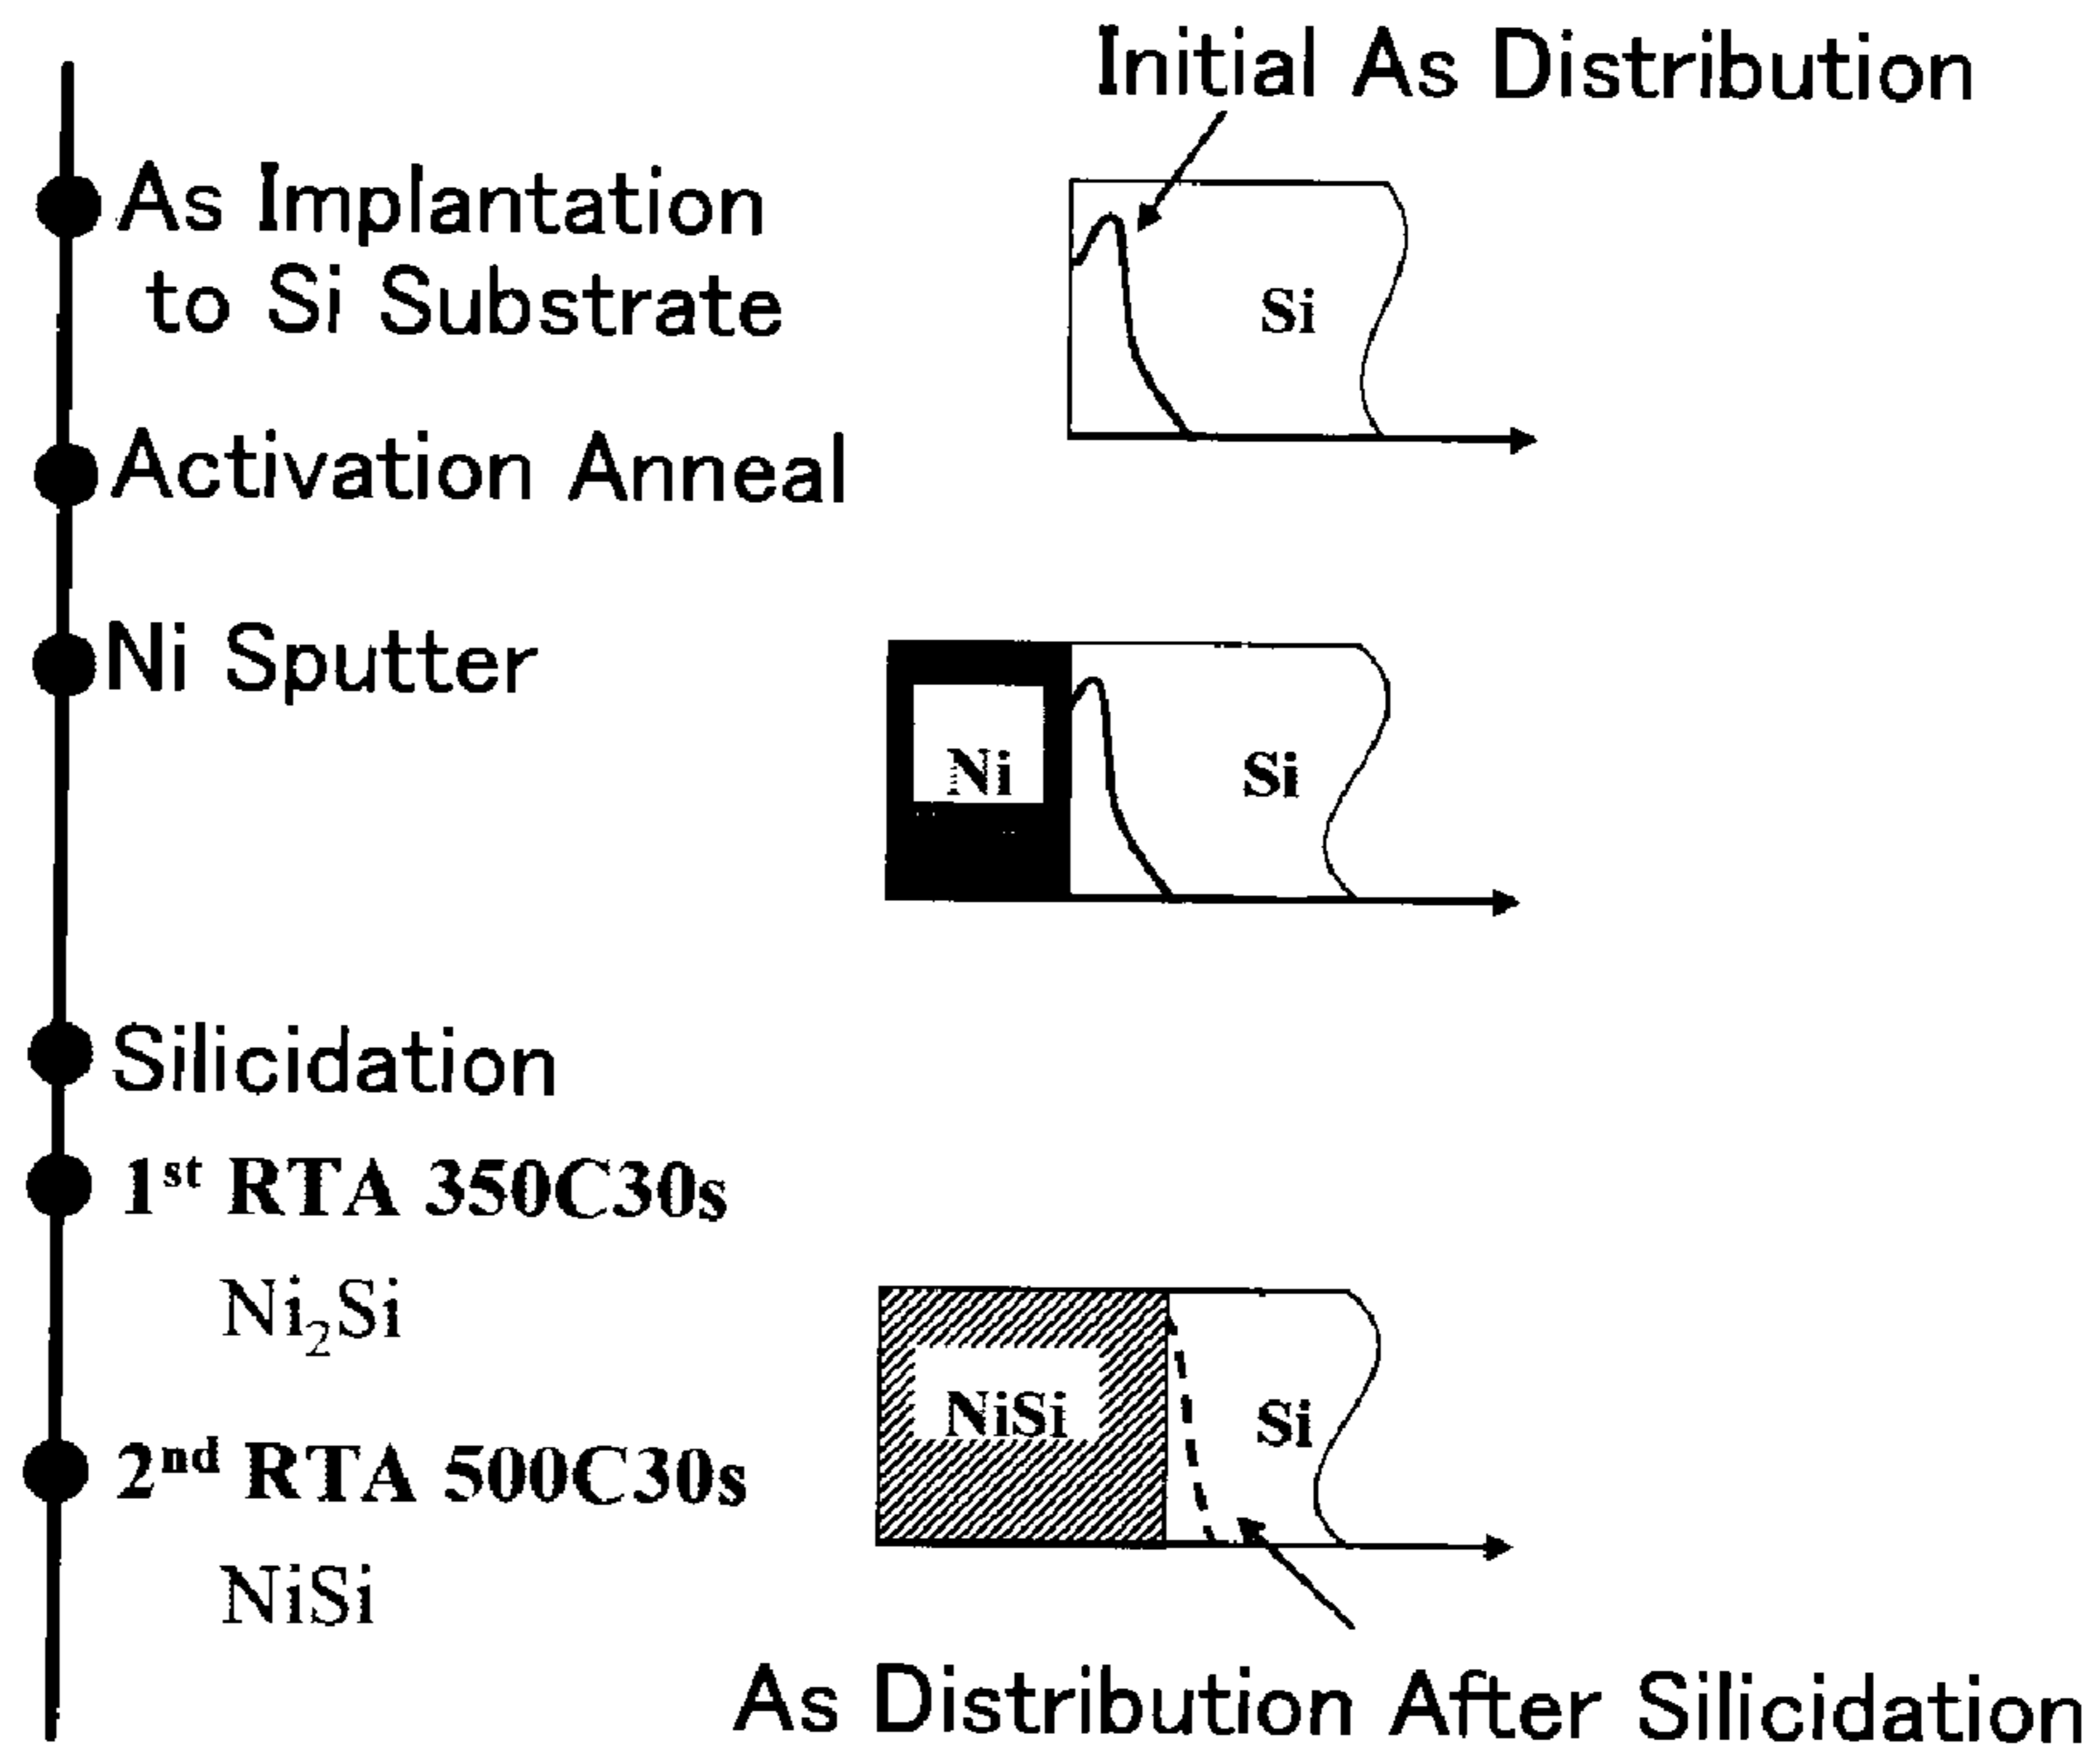 Initial As Distribution
As Implantation
to Si Substrate
Si
Activation Anneal
Ni Sputter
Ni
Si
Silicidation
1st RTA 350C30s
Ni₂Si
NiSi
Si
2nd RTA 500C30s
NiSi
As Distribution After Silicidation